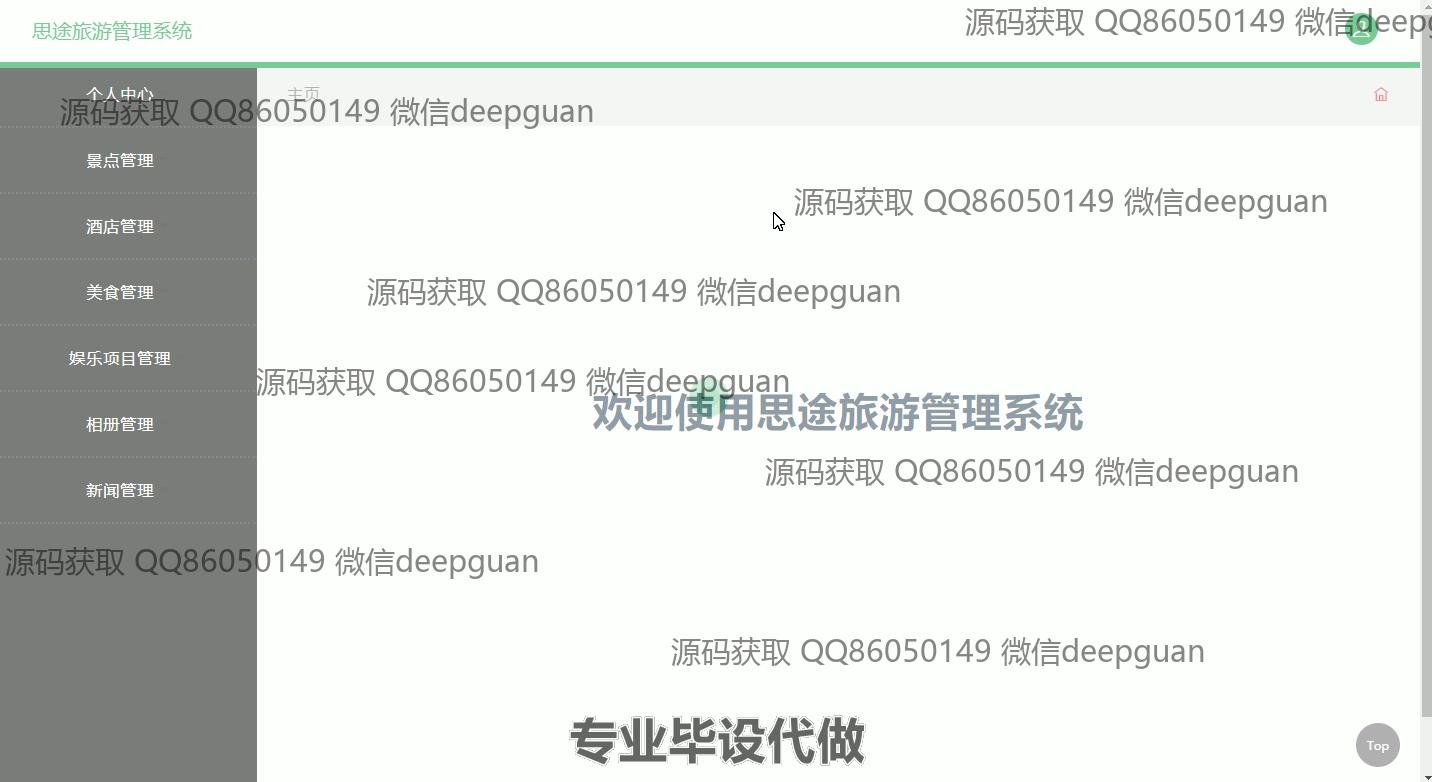 思途旅游管理系统
源码获取 QQ86050149 微信deepg
个人中心
主页
源码获取 QQ86050149 微信deepguan
景点管理
源码获取 QQ86050149 微信deepguan
酒店管理
美食管理
源码获取 QQ86050149 微信deepguan
娱乐项目管理
源码获取 QQ86050149 微信deepguan
欢迎使用思途旅游管理系统
相册管理
源码获取 QQ86050149 微信deepguan
新闻管理
源码获取 QQ86050149 微信deepguan
源码获取 QQ86050149 微信deepguan
专业毕设代做
Top